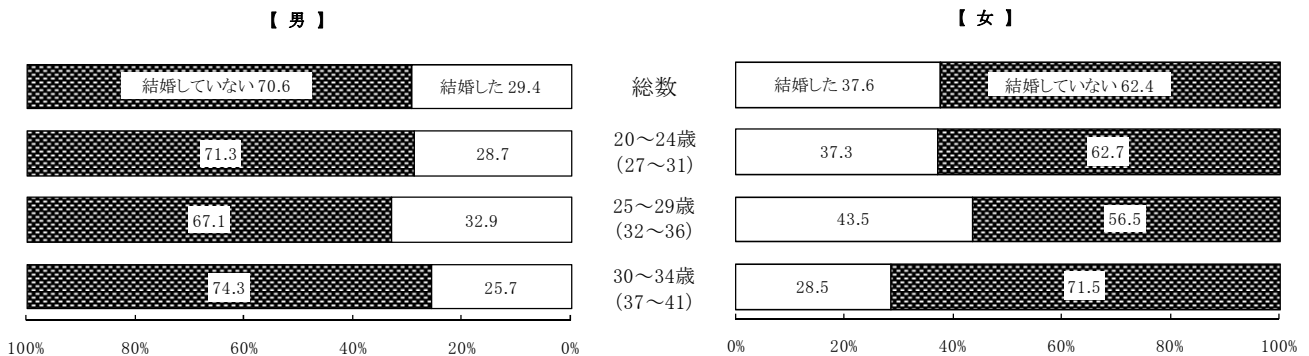 【 男 】
【 女 】
結婚していない 70.6
結婚した 29.4
総数
結婚した 37.6
結婚していない 62.4
71.3
28.7
20～24歳
(27～31)
37.3
62.7
67.1
32.9
25～29歳
(32～36)
43.5
56.5
74.3
25.7
30～34歳
(37～41)
28.5
71.5
100% 80% 60% 40% 20% 0%
0% 20% 40% 60% 80% 100%